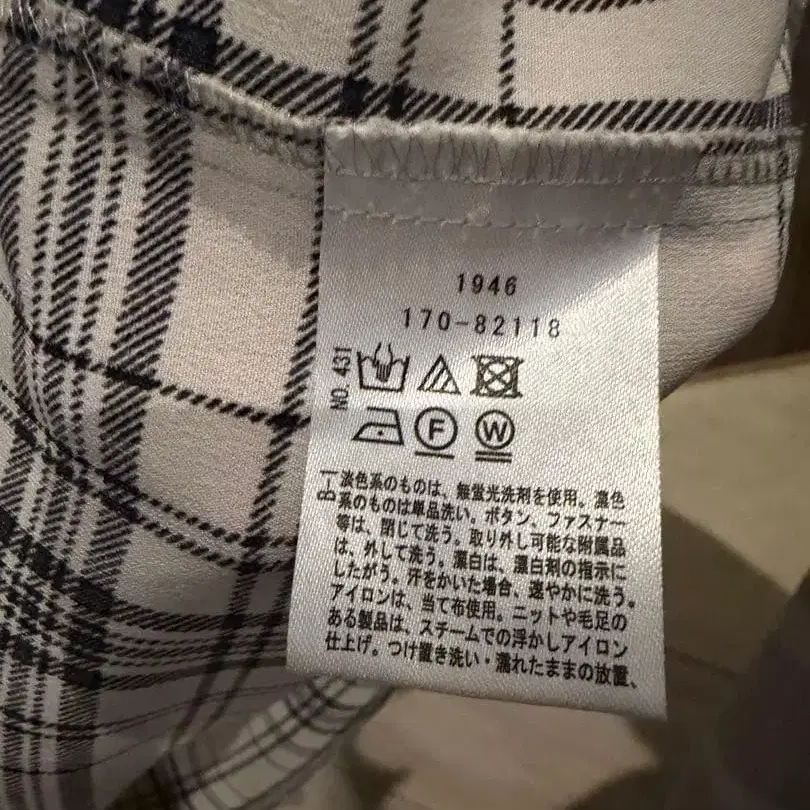 1946
170-82118
NO. 431
F W
淡色系のものは、無蛍光洗剤を使用。濃色
系のものは単品洗い。ボタン、ファスナー
等は、閉じて洗う。取り外し可能な附属品
は、外して洗う。漂白は、漂白剤の指示に
したがう。汗をかいた場合、速やかに洗う。
アイロンは、当て布使用。ニットや毛足の
ある製品は、スチームでの浮かしアイロン
仕上げ。つけ置き洗い・濡れたままの放置、